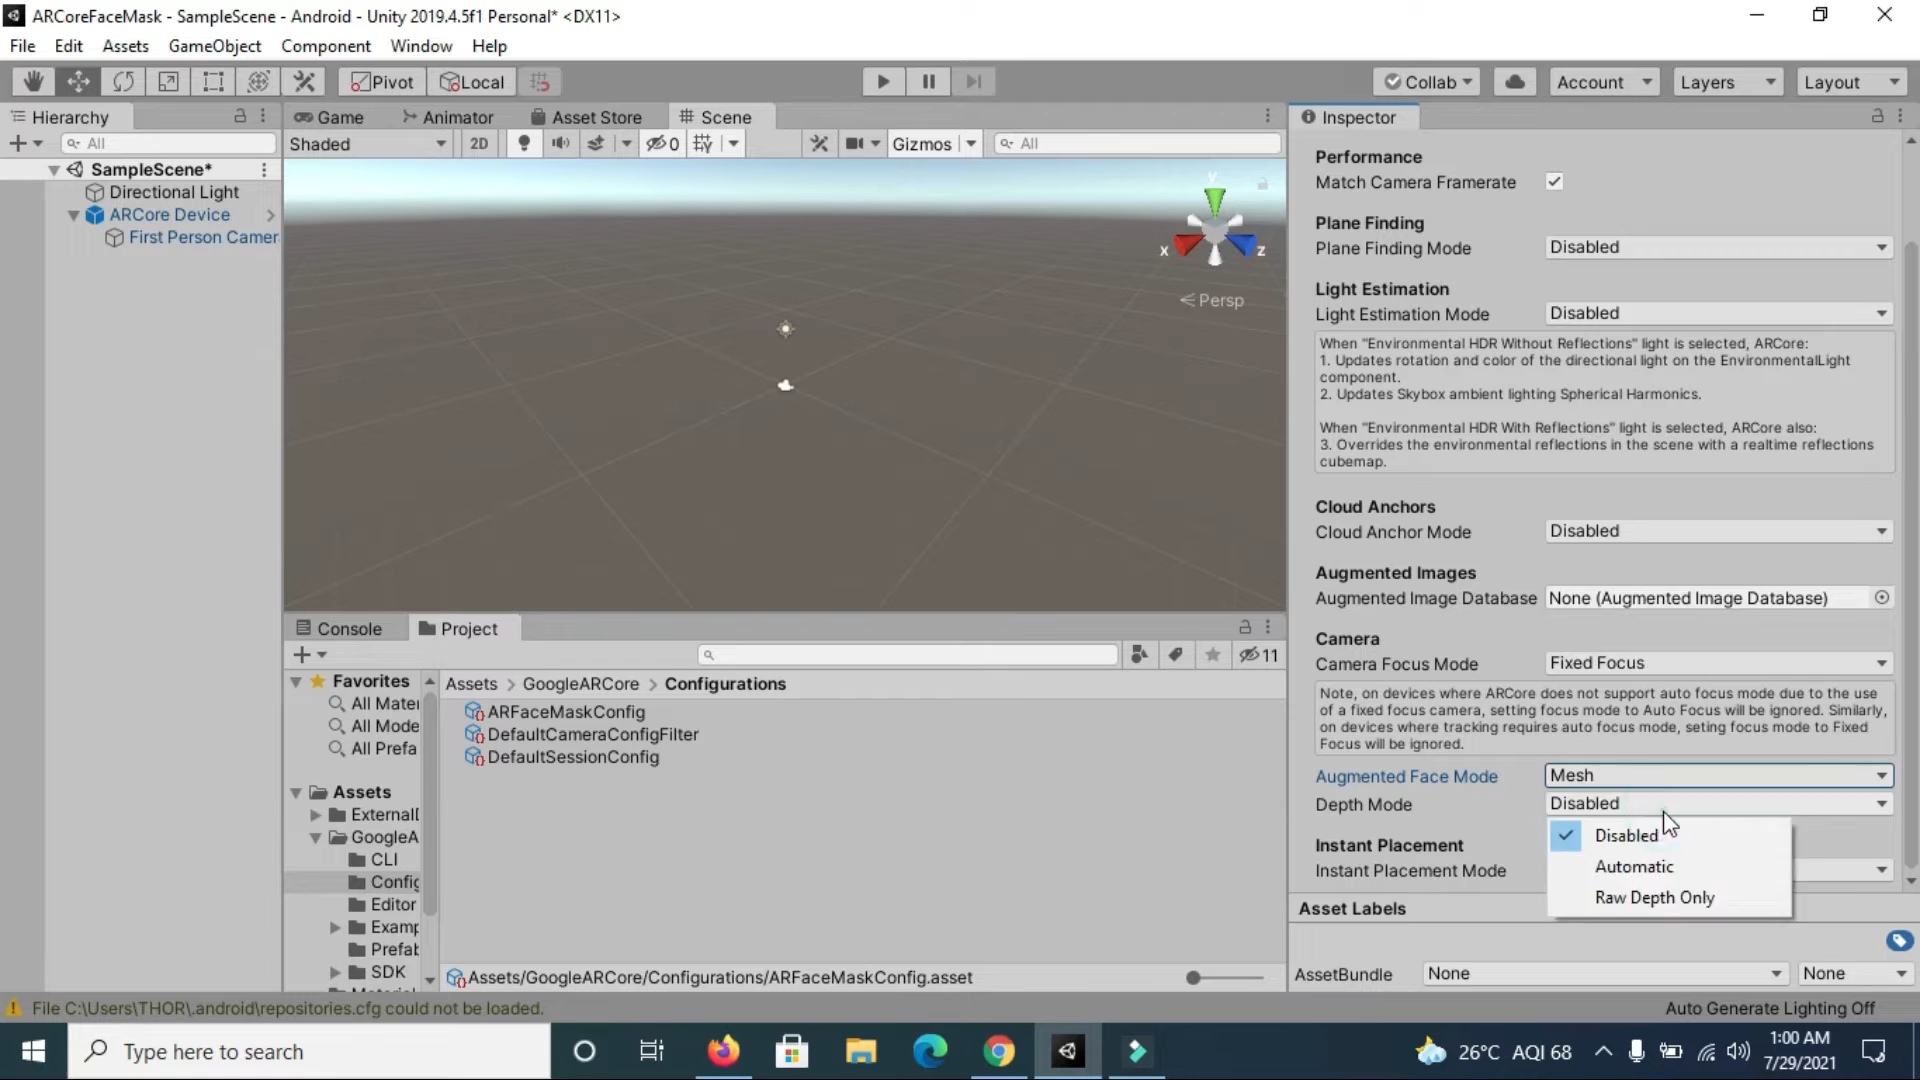 ARCoreFaceMask - SampleScene - Android - Unity 2019.4.5f1 Personal* <DX11>
File Edit Assets GameObject Component Window Help
Pivot Local Collab Account Layers Layout
Hierarchy
All
SampleScene*
Directional Light
ARCore Device
First Person Camer
Game Animator Asset Store Scene
Shaded 2D 0 Gizmos All
y
x z
Persp
Console Project
11
Favorites
All Mater
All Mode
All Prefa
Assets
ExternalD
GoogleA
CLI
Config
Editor
Examp
Prefab
SDK
Assets > GoogleARCore > Configurations
ARFaceMaskConfig
DefaultCameraConfigFilter
DefaultSessionConfig
Assets/GoogleARCore/Configurations/ARFaceMaskConfig.asset
Inspector
Performance
Match Camera Framerate
Plane Finding
Plane Finding Mode Disabled
Light Estimation
Light Estimation Mode Disabled
When "Environmental HDR Without Reflections" light is selected, ARCore:
1. Updates rotation and color of the directional light on the EnvironmentalLight
component.
2. Updates Skybox ambient lighting Spherical Harmonics.
When "Environmental HDR With Reflections" light is selected, ARCore also:
3. Overrides the environmental reflections in the scene with a realtime reflections
cubemap.
Cloud Anchors
Cloud Anchor Mode Disabled
Augmented Images
Augmented Image Database None (Augmented Image Database)
Camera
Camera Focus Mode Fixed Focus
Note, on devices where ARCore does not support auto focus mode due to the use
of a fixed focus camera, setting focus mode to Auto Focus will be ignored. Similarly,
on devices where tracking requires auto focus mode, seting focus mode to Fixed
Focus will be ignored.
Augmented Face Mode Mesh
Depth Mode Disabled
Disabled
Automatic
Raw Depth Only
Instant Placement
Instant Placement Mode
Asset Labels
AssetBundle None None
File C:\Users\THOR\.android\repositories.cfg could not be loaded.
Auto Generate Lighting Off
Type here to search
26°C AQI 68
1:00 AM
7/29/2021